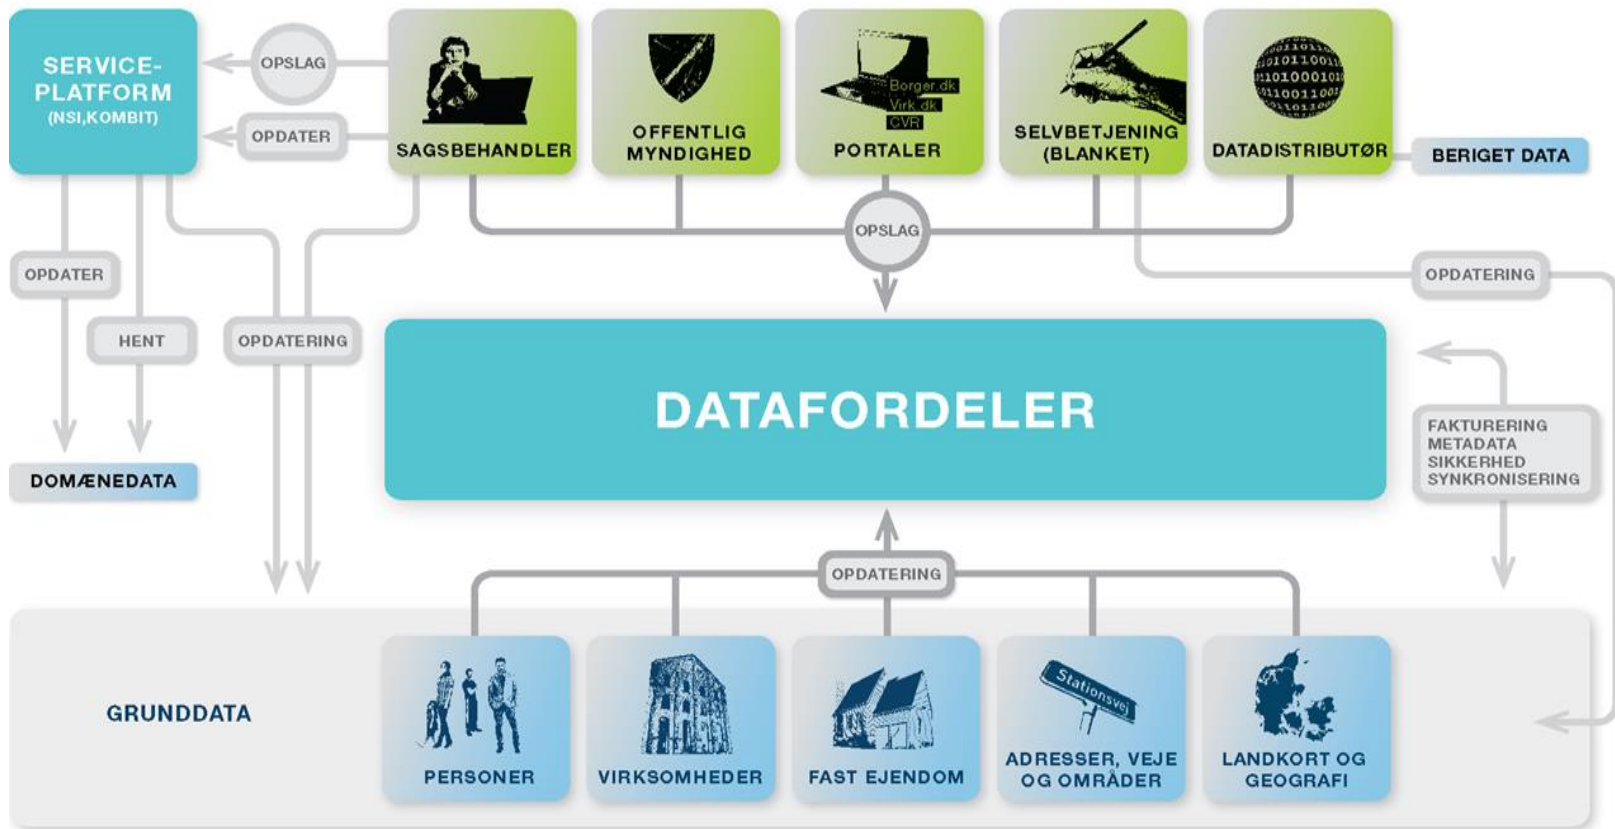 SERVICE-
PLATFORM
(NSI,KOMBIT)
OPSLAG
OPDATER
SAGSBEHANDLER
OFFENTLIG
MYNDIGHED
Borger.dk
Virk.dk
CVR
PORTALER
SELVBETJENING
(BLANKET)
DATADISTRIBUTØR
BERIGET DATA
OPSLAG
OPDATER
HENT
OPDATERING
OPDATERING
DOMÆNEDATA
DATAFORDELER
FAKTURERING
METADATA
SIKKERHED
SYNKRONISERING
OPDATERING
GRUNDDATA
PERSONER
VIRKSOMHEDER
FAST EJENDOM
Stationsvej
ADRESSER, VEJE
OG OMRÅDER
LANDKORT OG
GEOGRAFI